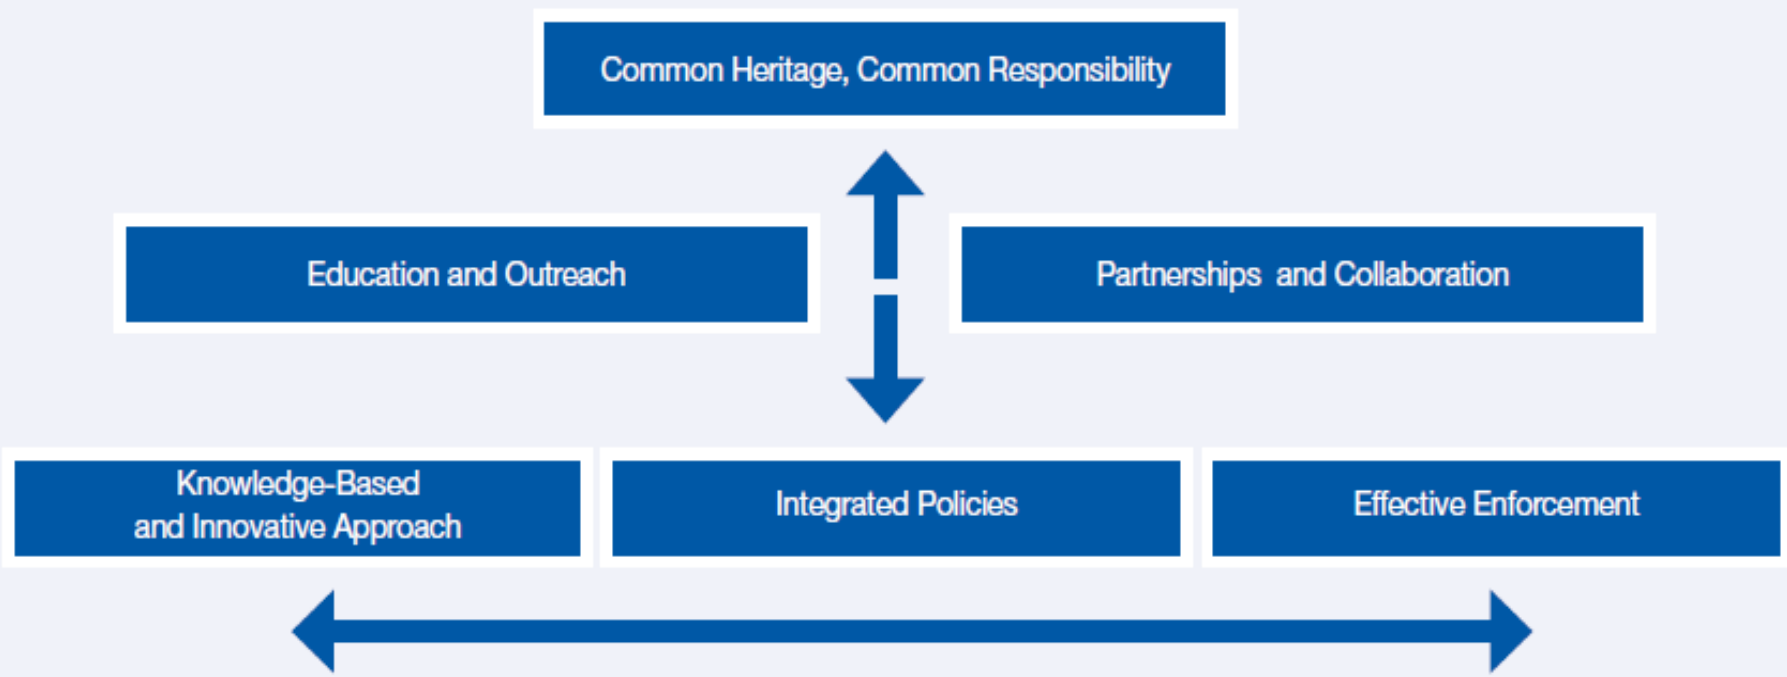 Common Heritage, Common Responsibility
Education and Outreach
Partnerships and Collaboration
Knowledge-Based
and Innovative Approach
Integrated Policies
Effective Enforcement